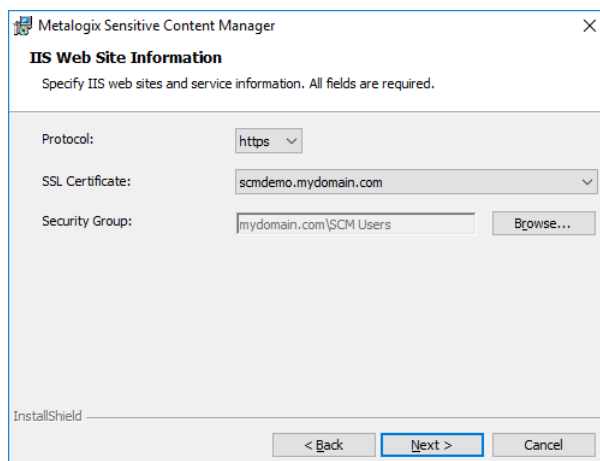 Metalogix Sensitive Content Manager
IIS Web Site Information
Specify IIS web sites and service information. All fields are required.
Protocol:
https
SSL Certificate:
scmdemo.mydomain.com
Security Group:
mydomain.com\SCM Users
Browse...
InstallShield
< Back
Next >
Cancel